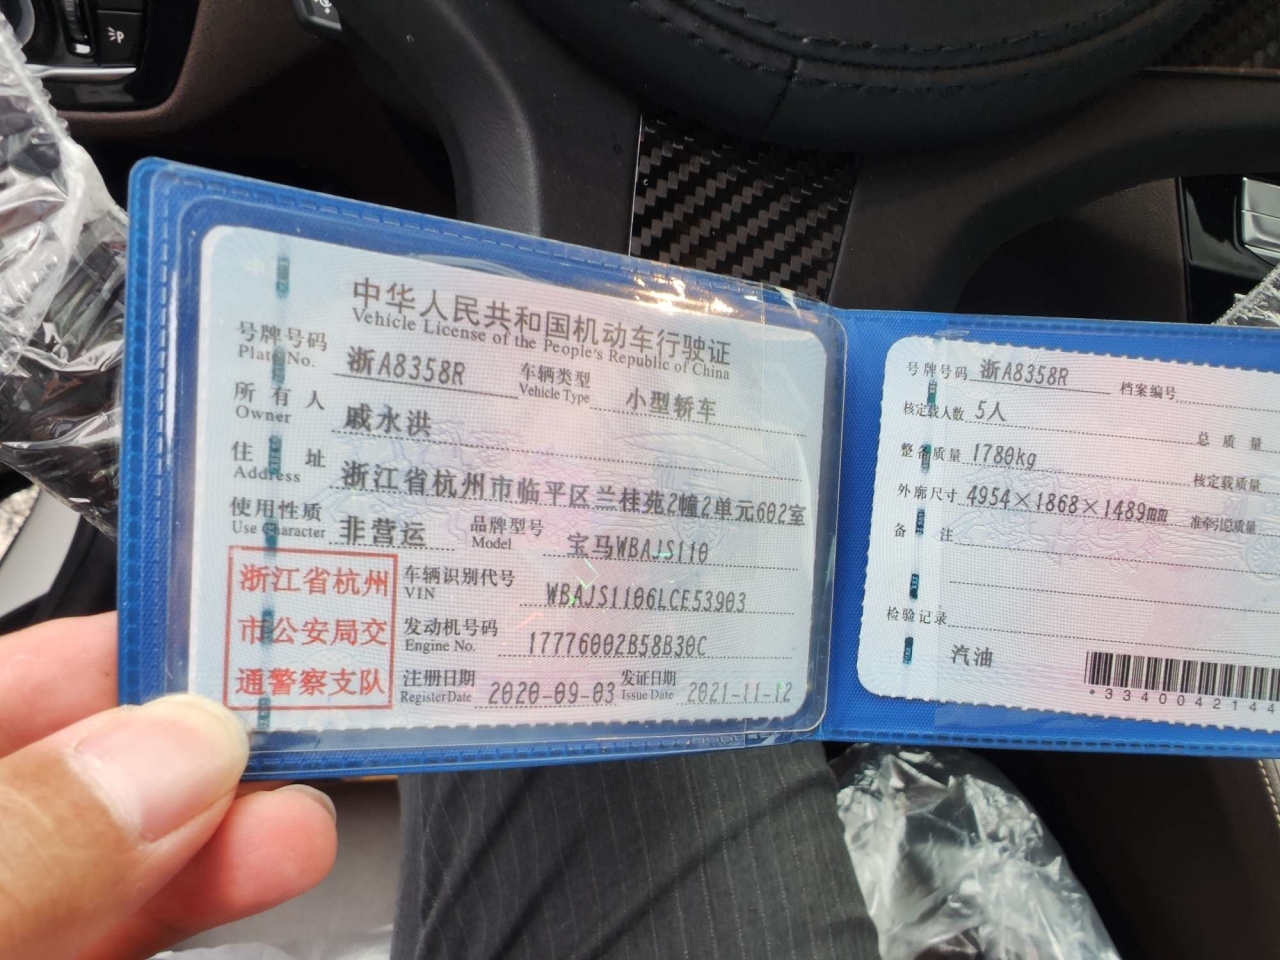 中华人民共和国机动车行驶证
Vehicle License of the People's Republic of China
号牌号码 浙A8358R 车辆类型 小型轿车
Plate No. Vehicle Type
所有人 戚水洪
Owner
住址 浙江省杭州市临平区兰桂苑2幢2单元602室
Address
使用性质 非营运 品牌型号 宝马WBAJS110
Use Character Model
浙江省杭州
市公安局交
通警察支队
车辆识别代号 WBAJS1106LCE53903
VIN
发动机号码 17776002B58B30C
Engine No.
注册日期 2020-09-03 发证日期 2021-11-12
Register Date Issue Date
号牌号码 浙A8358R 档案编号
核定载人数 5人 总质量
整备质量 1780kg 核定载质量
外廓尺寸 4954×1868×1489mm 准牵引总质量
备注
检验记录
汽油
*3340042144